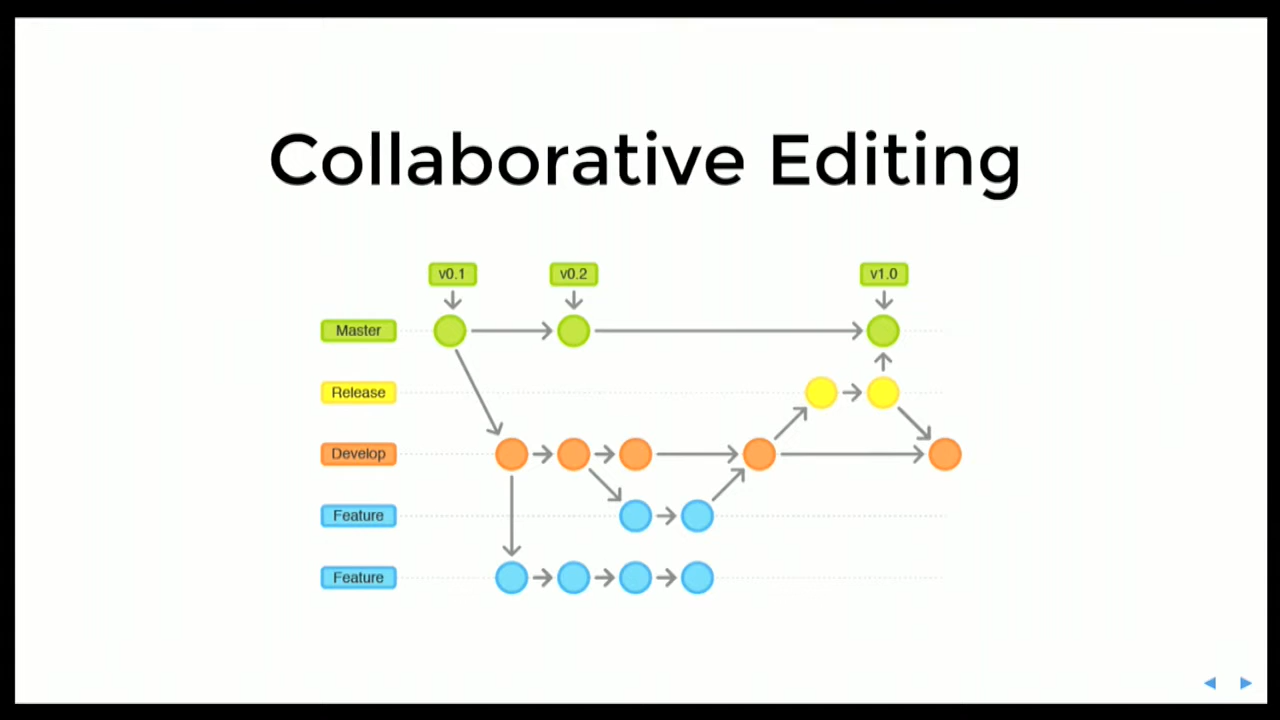 Collaborative Editing
v0.1 v0.2 v1.0
Master
Release
Develop
Feature
Feature